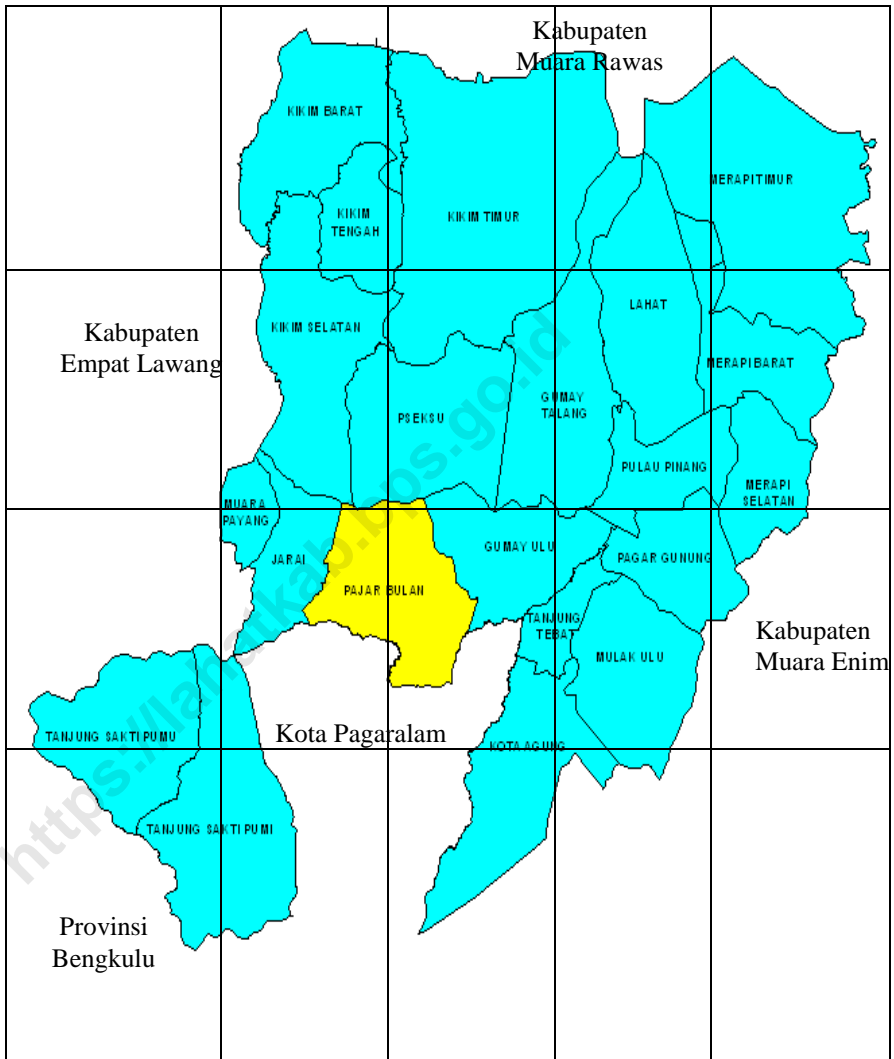 Kabupaten
Muara Rawas
KIKIM BARAT
MERAPI TIMUR
KIKIM
TENGAH
KIKIM TIMUR
LAHAT
Kabupaten
Empat Lawang
KIKIM SELATAN
MERAPI BARAT
GUMAY
TALANG
PSEKSU
PULAU PINANG
MERAPI
SELATAN
MUARA
PAYANG
GUMAY ULU
JARAI
PAGAR GUNUNG
PAJAR BULAN
TANJUNG
TEBAT
Kabupaten
Muara Enim
MULAK ULU
TANJUNG SAKTI PUMU
Kota Pagaralam
KOTA AGUNG
TANJUNG SAKTI PUMI
Provinsi
Bengkulu
https://lahatkab.bps.go.id